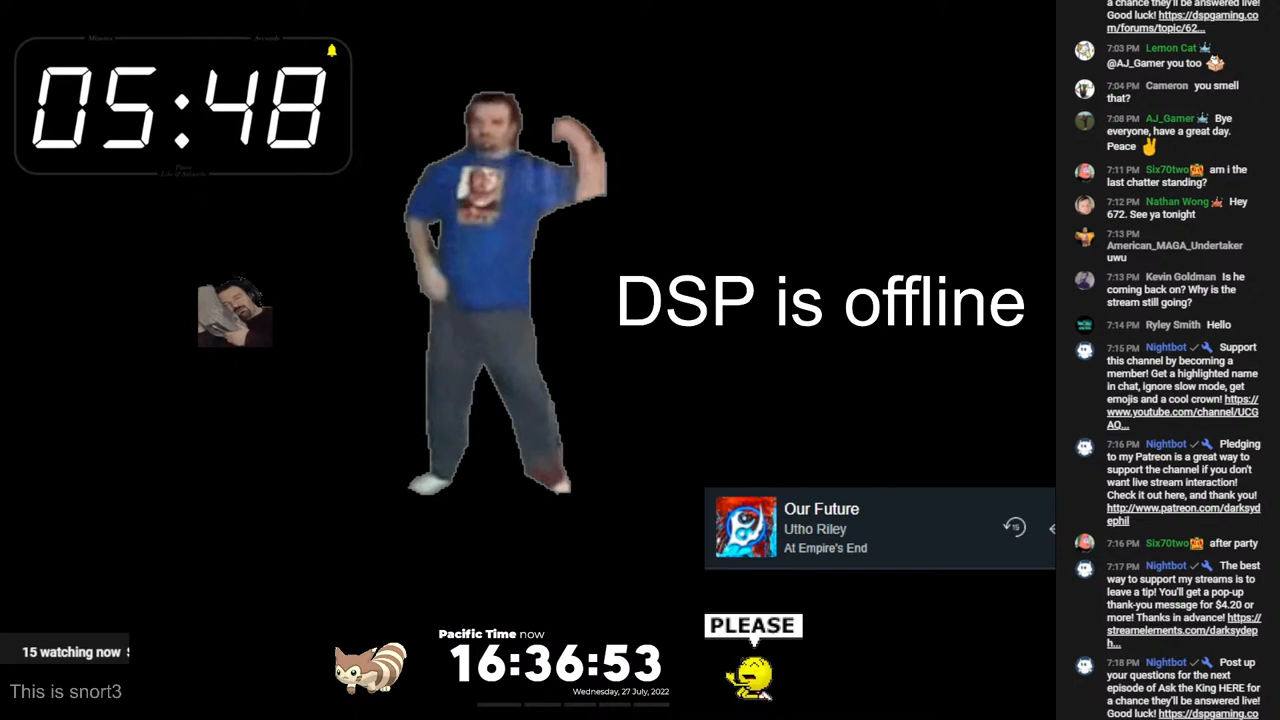 Minutes
Seconds
05:48
DSP is offline
Our Future
Utho Riley
At Empire's End
15
PLEASE
Pacific Time now
16:36:53
Wednesday, 27 July, 2022
15 watching now
This is snort3
a chance they'll be answered live!
Good luck! https://dspgaming.co
m/forums/topic/62...
7:03 PM Lemon Cat
@AJ_Gamer you too
7:04 PM Cameron you smell
that?
7:08 PM AJ_Gamer Bye
everyone, have a great day.
Peace
7:11 PM Six70two am i the
last chatter standing?
7:12 PM Nathan Wong Hey
672. See ya tonight
7:13 PM
American_MAGA_Undertaker
uwu
7:13 PM Kevin Goldman Is he
coming back on? Why is the
stream still going?
7:14 PM Ryley Smith Hello
7:15 PM Nightbot Support
this channel by becoming a
member! Get a highlighted name
in chat, ignore slow mode, get
emojis and a cool crown! https://
www.youtube.com/channel/UCG
AO...
7:16 PM Nightbot Pledging
to my Patreon is a great way to
support the channel if you don't
want live stream interaction!
Check it out here, and thank you!
http://www.patreon.com/darksyd
ephil
7:16 PM Six70two after party
7:17 PM Nightbot The best
way to support my streams is to
leave a tip! You'll get a pop-up
thank-you message for $4.20 or
more! Thanks in advance! https://
streamelements.com/darksydep
h...
7:18 PM Nightbot Post up
your questions for the next
episode of Ask the King HERE for
a chance they'll be answered live!
Good luck! https://dspgaming.co